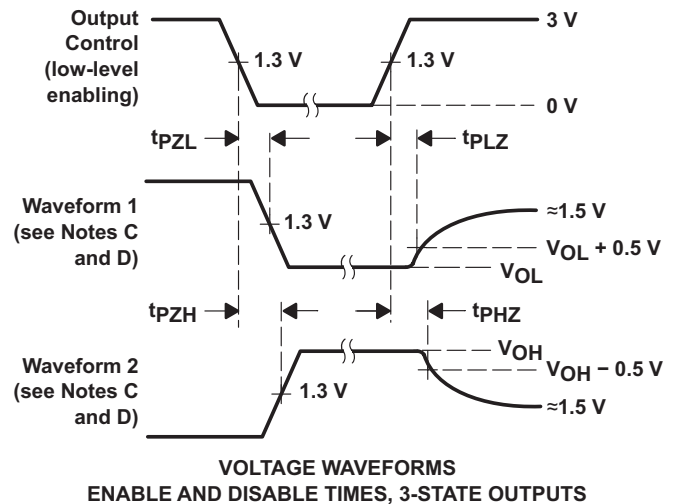 Output
Control
(low-level
enabling)
1.3 V
1.3 V
3 V
0 V
tPZL
tPLZ
Waveform 1
(see Notes C
and D)
1.3 V
≈1.5 V
VOL + 0.5 V
VOL
tPZH
tPHZ
Waveform 2
(see Notes C
and D)
1.3 V
VOH
VOH − 0.5 V
≈1.5 V
VOLTAGE WAVEFORMS
ENABLE AND DISABLE TIMES, 3-STATE OUTPUTS